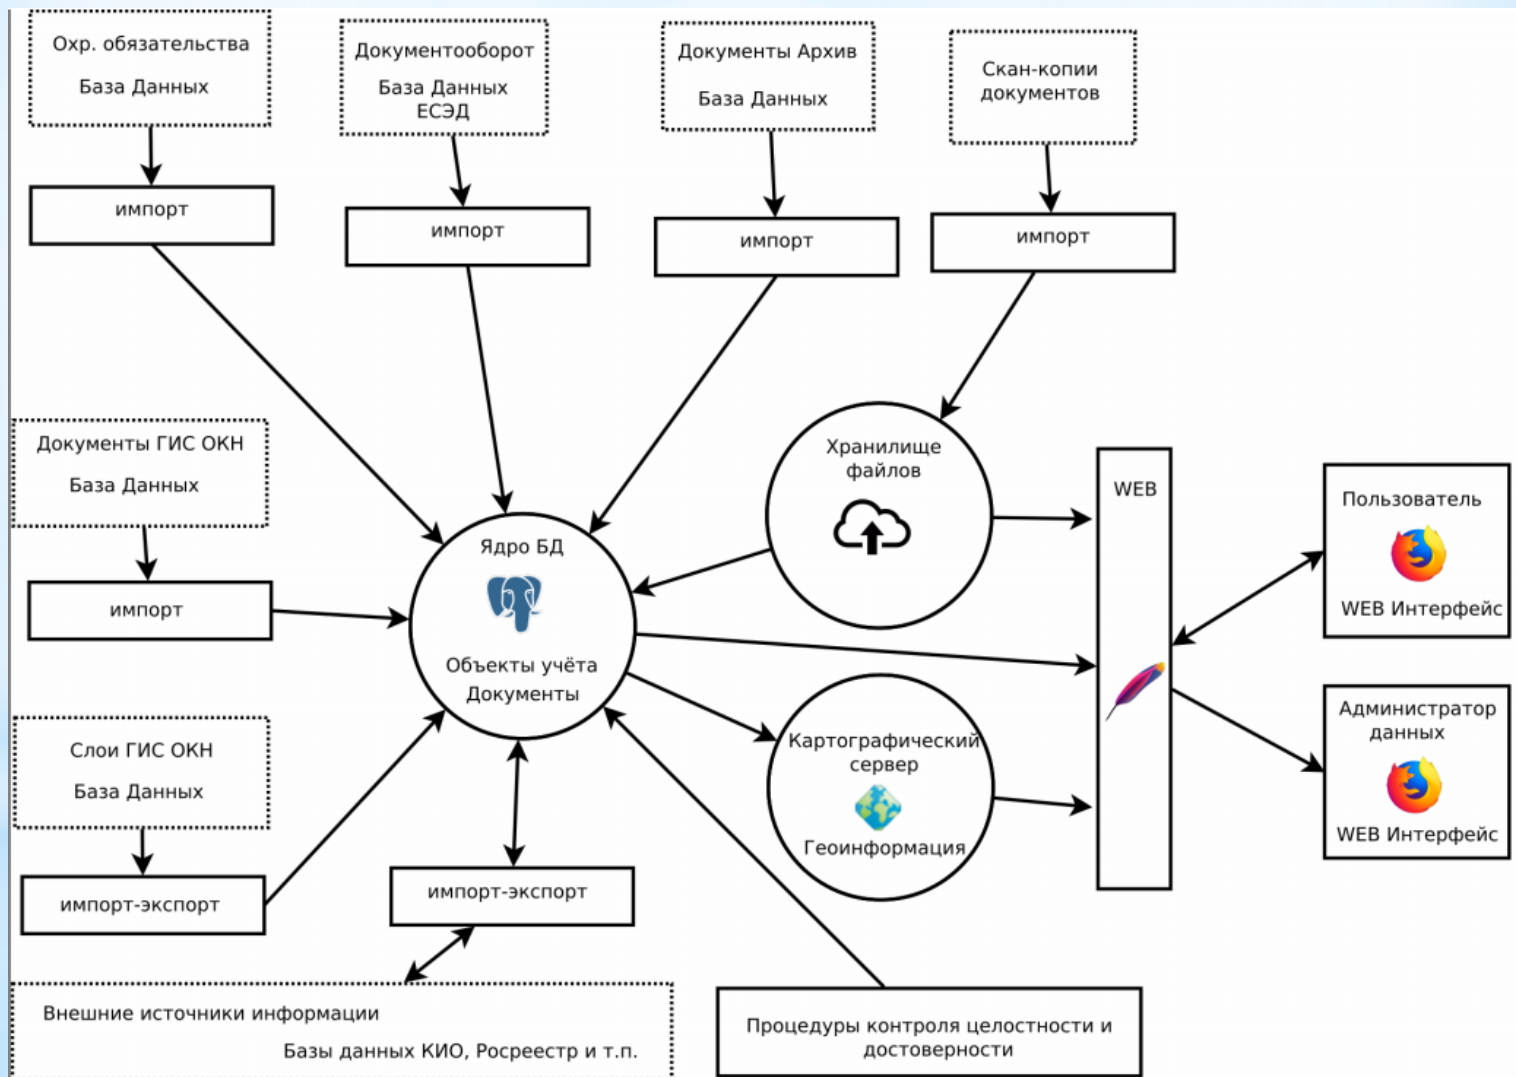 Охр. обязательства
База Данных
Документооборот
База Данных
ЕСЭД
Документы Архив
База Данных
Скан-копии
документов
импорт
импорт
импорт
импорт
Документы ГИС ОКН
База Данных
импорт
Хранилище
файлов
WEB
Пользователь
WEB Интерфейс
Ядро БД
Объекты учёта
Документы
Слои ГИС ОКН
База Данных
импорт-экспорт
Картографический
сервер
Геоинформация
Администратор
данных
WEB Интерфейс
импорт-экспорт
Внешние источники информации
Базы данных КИО, Росреестр и т.п.
Процедуры контроля целостности и
достоверности